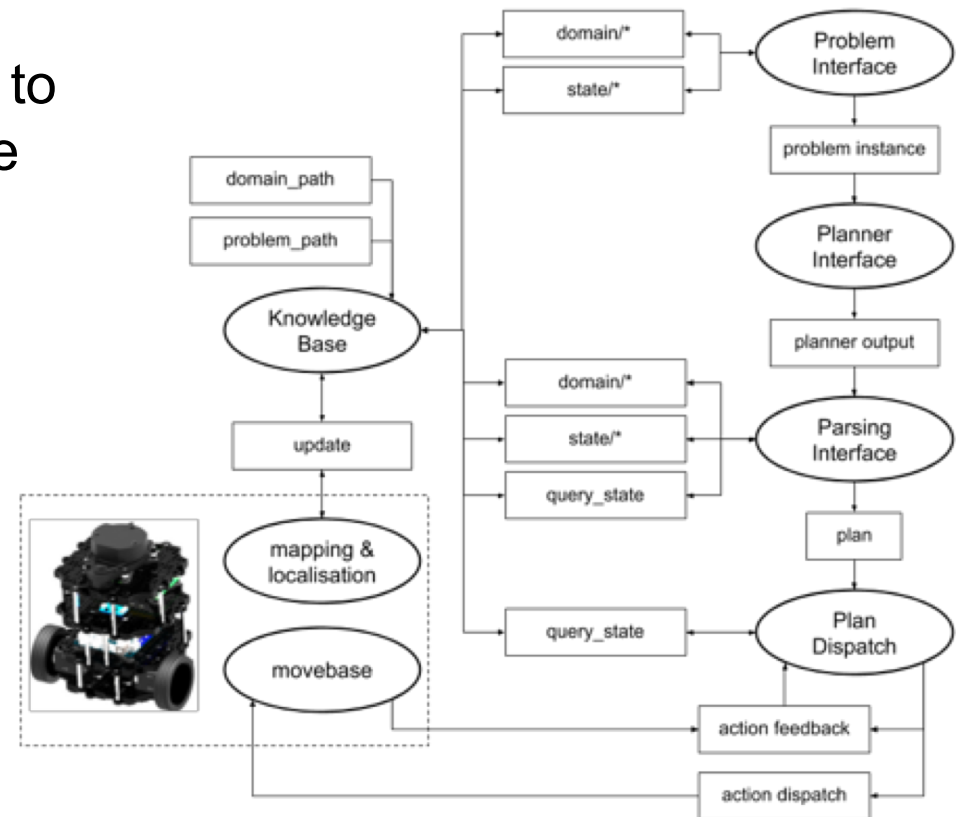 to
e
domain/*
state/*
Problem
Interface
problem instance
domain_path
problem_path
Planner
Interface
Knowledge
Base
planner output
domain/*
state/*
query_state
Parsing
Interface
update
plan
mapping &
localisation
query_state
Plan
Dispatch
movebase
action feedback
action dispatch